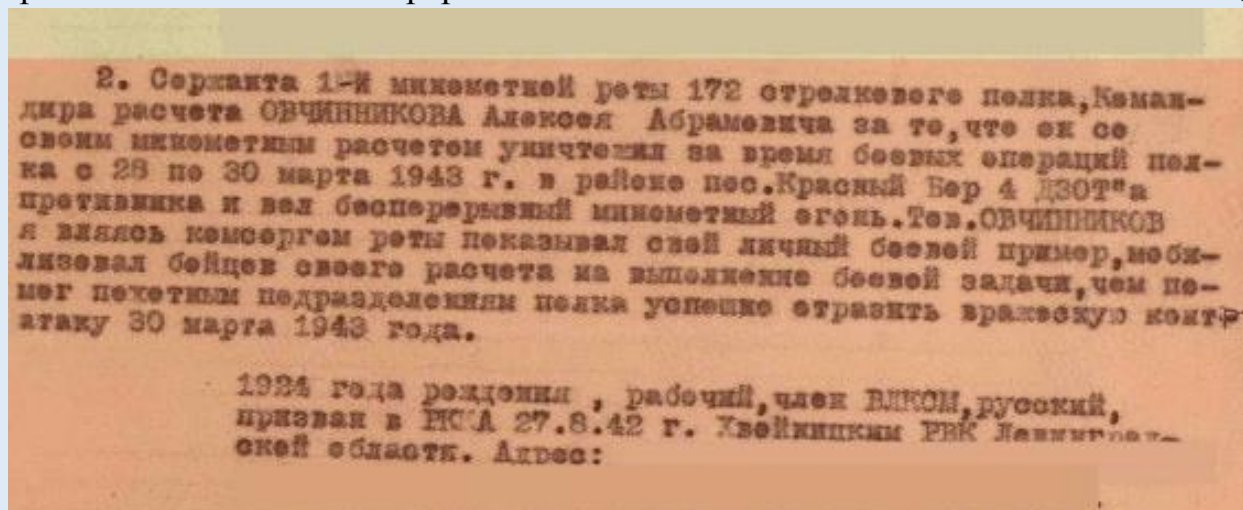 2. Сержанта 1-й минометной роты 172 стрелкового полка,Коман-
дира расчета ОВЧИННИКОВА Алексея Абрамовича за то,что он со
своим минометным расчетом уничтожил за время боевых операций пол-
ка с 28 по 30 марта 1943 г. в районе пос.Красный Бор 4 ДЗОТ"а
противника и вел бесперерывный минометный огонь.Тов.ОВЧИННИКОВ
я вляясь комсоргом роты показывал свой личный боевой пример,моби-
лизовал бойцов своего расчета на выполнение боевой задачи,чем по-
мог пехотным подразделениям полка успешно отразить вражескую контр
атаку 30 марта 1943 года.
1924 года рождения , рабочий,член ВЛКСМ,русский,
призван в РККА 27.8.42 г. Хвойницким РВК Ленинград-
ской области. Адрес: